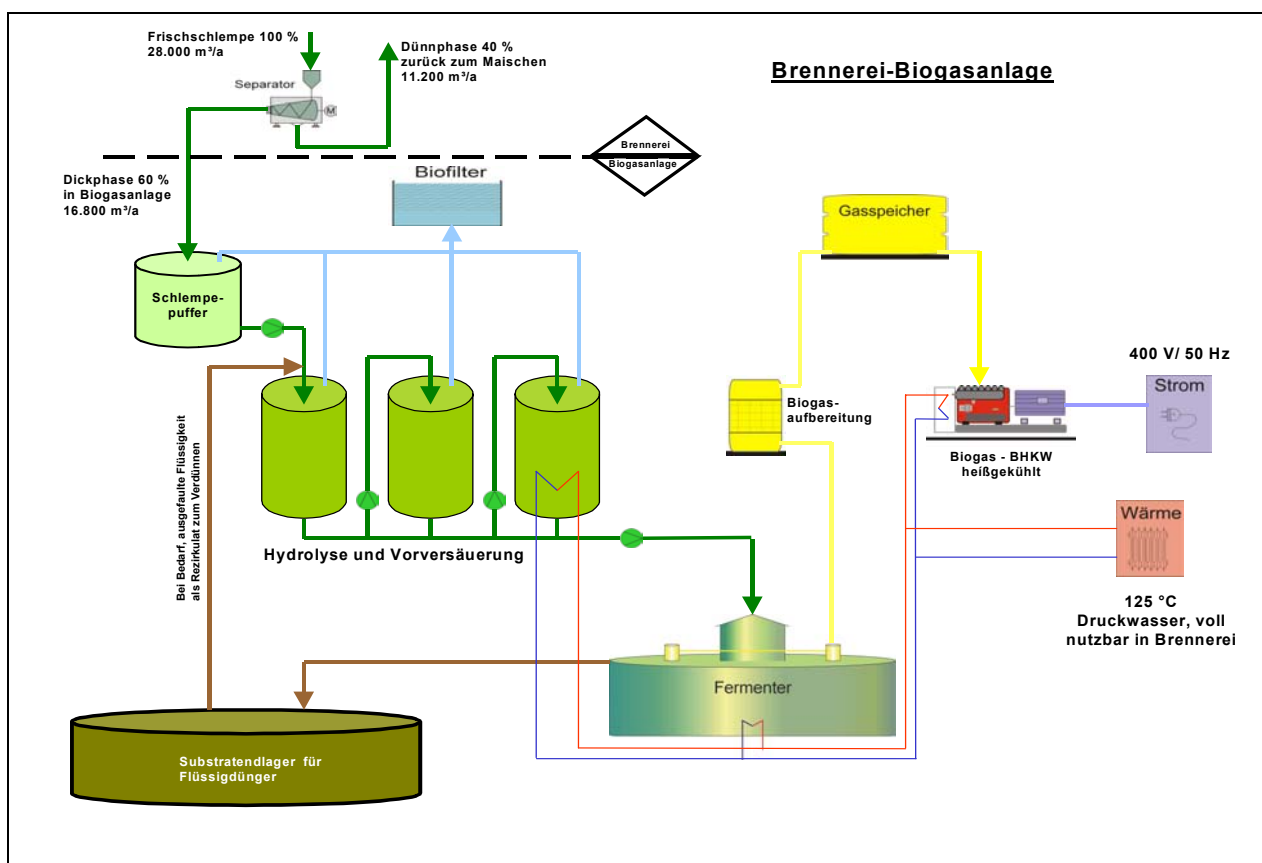 Frischschlempe 100 %
28.000 m³/a
Dünnphase 40 %
zurück zum Maischen
11.200 m³/a
Brennerei-Biogasanlage
Separator
M
Brennerei
Biogasanlage
Dickphase 60 %
in Biogasanlage
16.800 m³/a
Biofilter
Gasspeicher
Schlempe-
puffer
400 V/ 50 Hz
Strom
Biogas-
aufbereitung
Biogas - BHKW
heißgekühlt
Bei Bedarf, ausgefaulte Flüssigkeit
als Rezirkulat zum Verdünnen
Hydrolyse und Vorversäuerung
Wärme
125 °C
Druckwasser, voll
nutzbar in Brennerei
Fermenter
Substratendlager für
Flüssigdünger